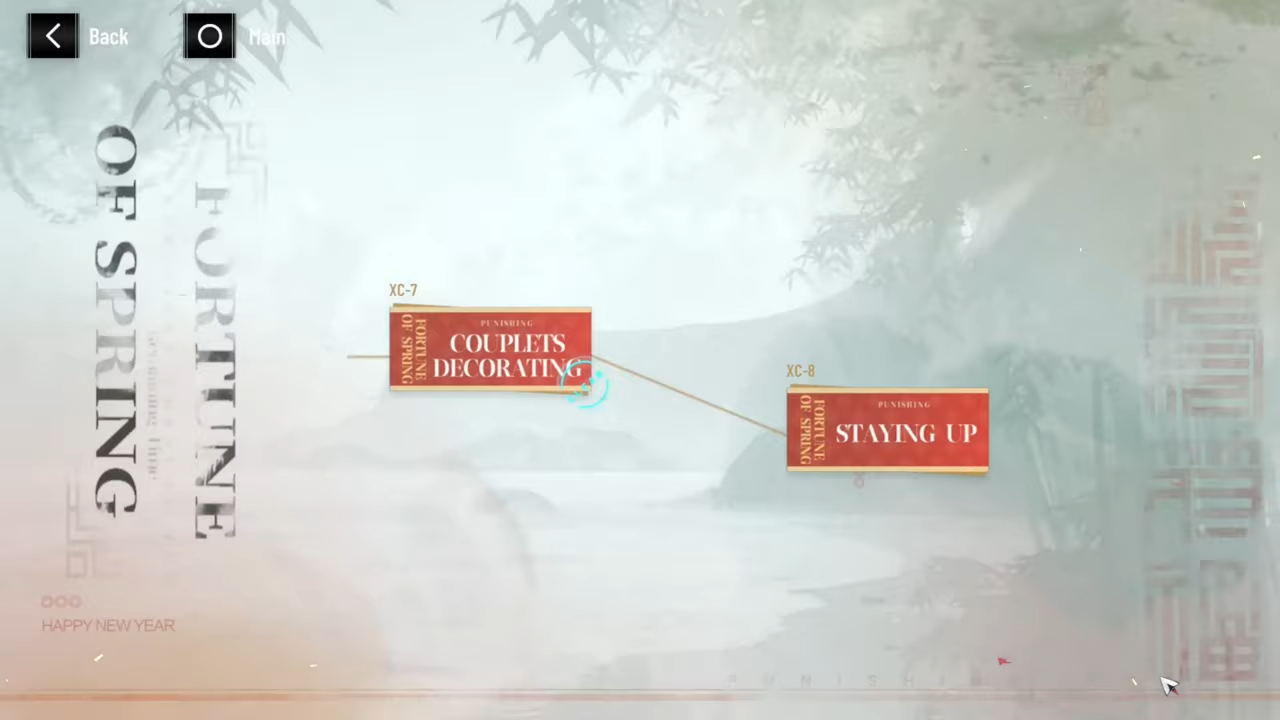 Back
Main
FORTUNE
OF SPRING
XC-7
FORTUNE
OF SPRING
PUNISHING
COUPLETS
DECORATING
XC-8
FORTUNE
OF SPRING
PUNISHING
STAYING UP
HAPPY NEW YEAR
PUNISHING